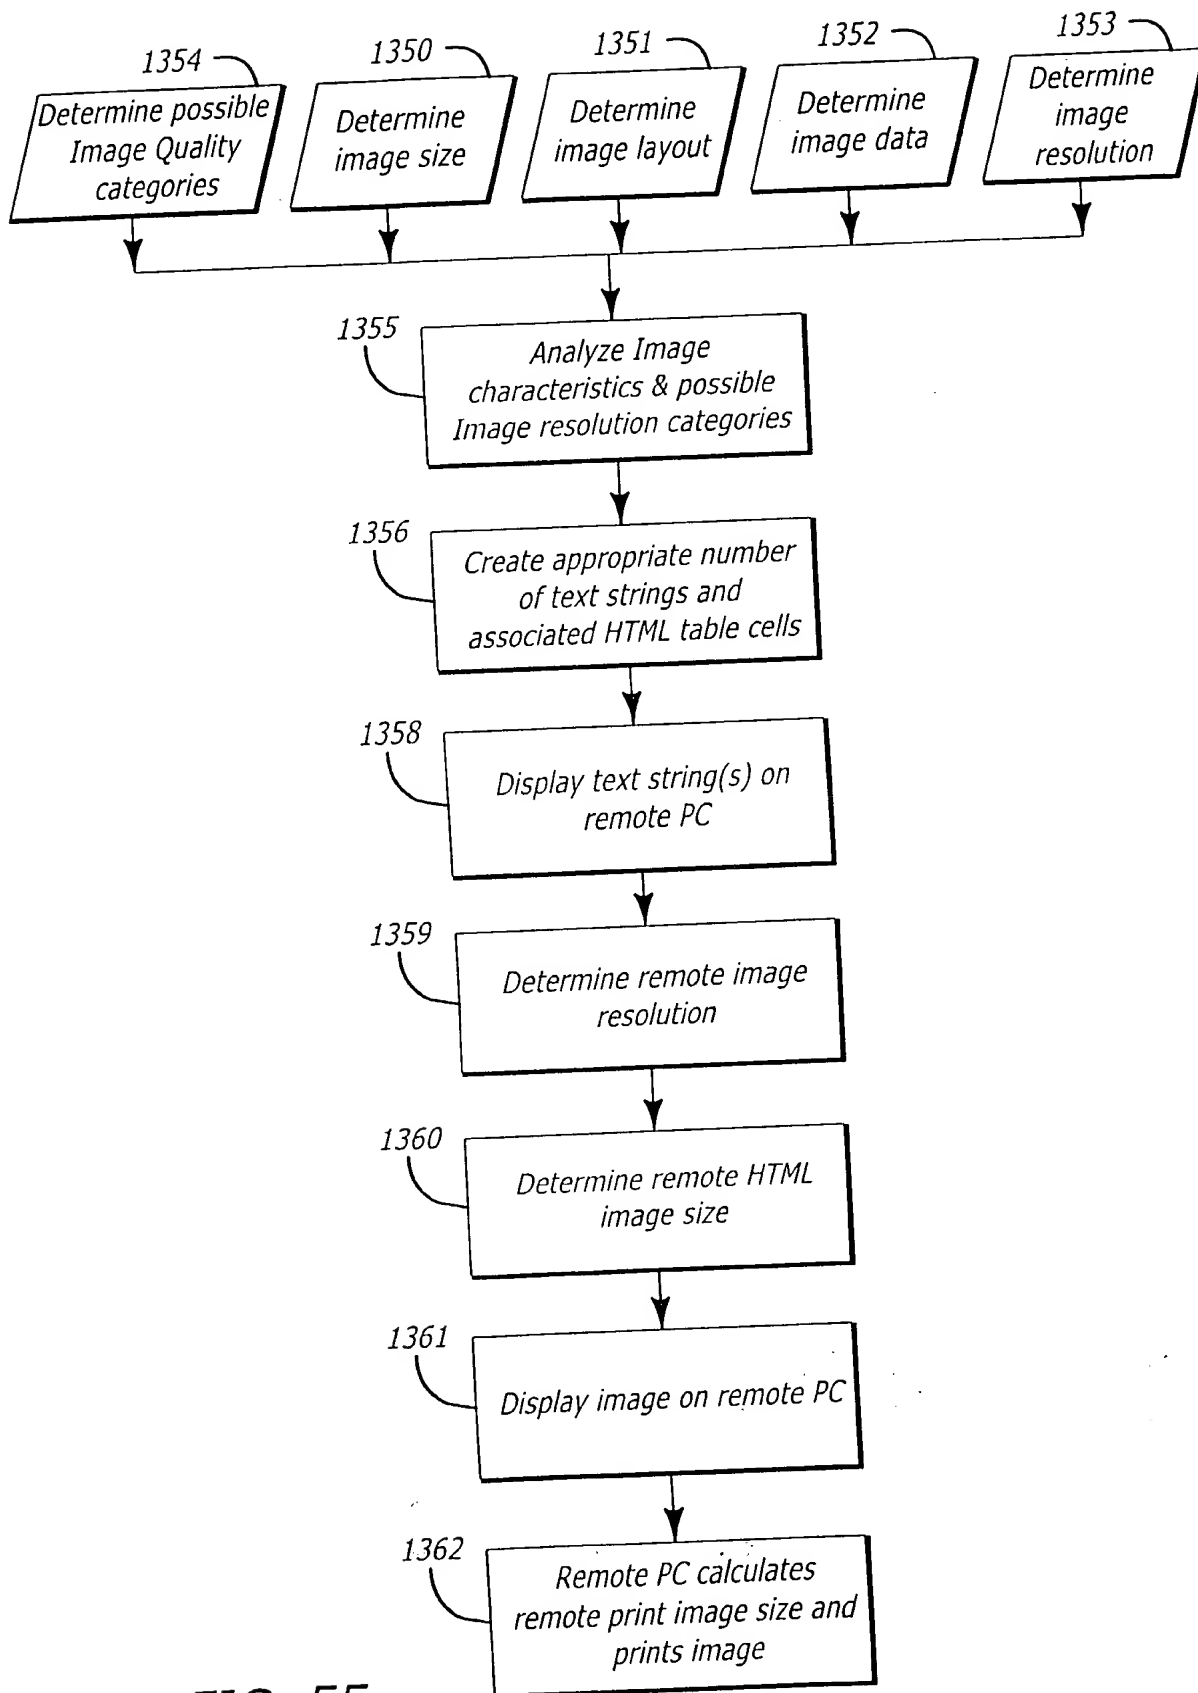 1354
Determine possible
Image Quality
categories
1350
Determine
image size
1351
Determine
image layout
1352
Determine
image data
1353
Determine
image
resolution
1355
Analyze Image
characteristics & possible
Image resolution categories
1356
Create appropriate number
of text strings and
associated HTML table cells
1358
Display text string(s) on
remote PC
1359
Determine remote image
resolution
1360
Determine remote HTML
image size
1361
Display image on remote PC
1362
Remote PC calculates
remote print image size and
prints image
FIG. 55